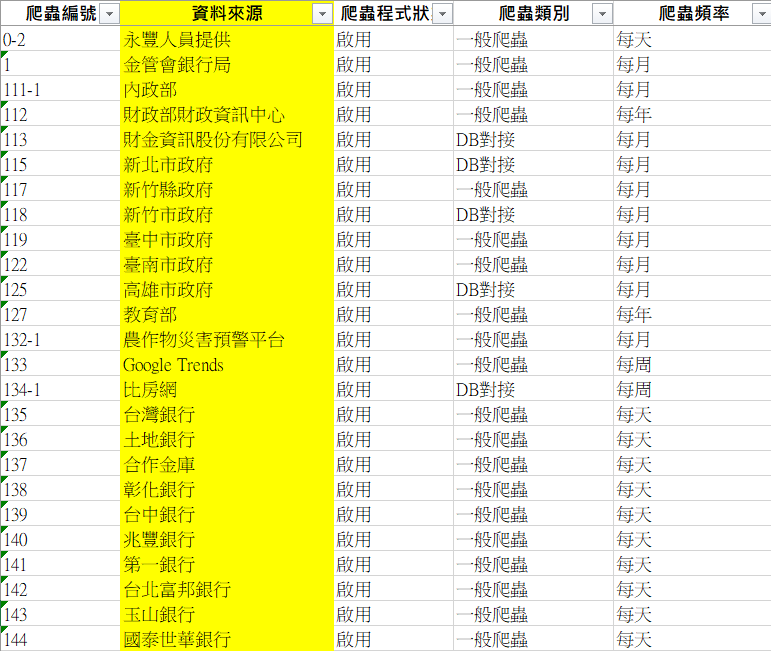 爬蟲編號 資料來源 爬蟲程式狀 爬蟲類別 爬蟲頻率
0-2 永豐人員提供 啟用 一般爬蟲 每天
1 金管會銀行局 啟用 一般爬蟲 每月
111-1 內政部 啟用 一般爬蟲 每月
112 財政部財政資訊中心 啟用 一般爬蟲 每年
113 財金資訊股份有限公司 啟用 DB對接 每月
115 新北市政府 啟用 DB對接 每月
117 新竹縣政府 啟用 一般爬蟲 每月
118 新竹市政府 啟用 DB對接 每月
119 臺中市政府 啟用 一般爬蟲 每月
122 臺南市政府 啟用 一般爬蟲 每月
125 高雄市政府 啟用 DB對接 每月
127 教育部 啟用 一般爬蟲 每年
132-1 農作物災害預警平台 啟用 一般爬蟲 每月
133 Google Trends 啟用 一般爬蟲 每周
134-1 比房網 啟用 DB對接 每周
135 台灣銀行 啟用 一般爬蟲 每天
136 土地銀行 啟用 一般爬蟲 每天
137 合作金庫 啟用 一般爬蟲 每天
138 彰化銀行 啟用 一般爬蟲 每天
139 台中銀行 啟用 一般爬蟲 每天
140 兆豐銀行 啟用 一般爬蟲 每天
141 第一銀行 啟用 一般爬蟲 每天
142 台北富邦銀行 啟用 一般爬蟲 每天
143 玉山銀行 啟用 一般爬蟲 每天
144 國泰世華銀行 啟用 一般爬蟲 每天